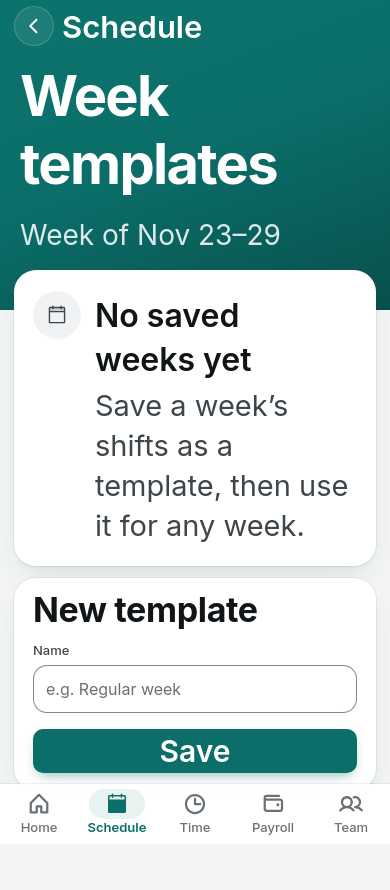 Schedule
Week
templates
Week of Nov 23–29
No saved
weeks yet
Save a week’s
shifts as a
template, then use
it for any week.
New template
Name
e.g. Regular week
Save
Home
Schedule
Time
Payroll
Team